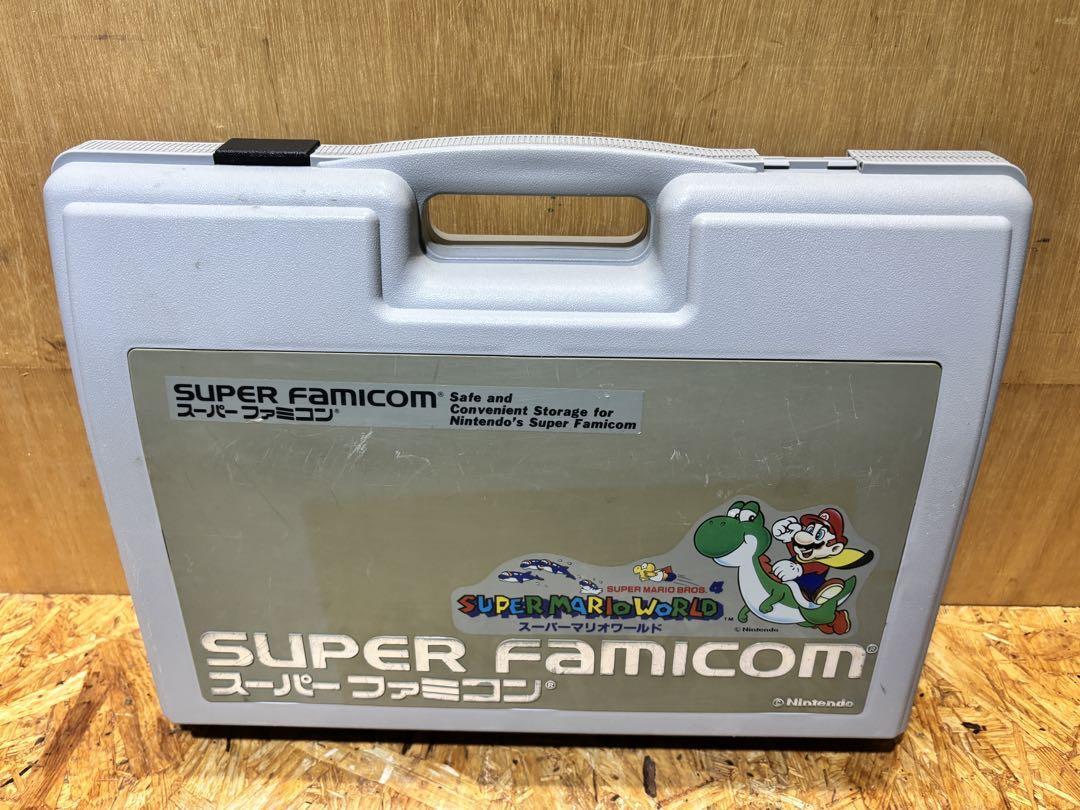 SUPER FAMICOM®
スーパーファミコン®
Safe and
Convenient Storage for
Nintendo's Super Famicom
SUPER MARIO BROS. 4
SUPER MARIO WORLD™
スーパーマリオワールド
© Nintendo
SUPER FAMICOM®
スーパーファミコン®
© Nintendo